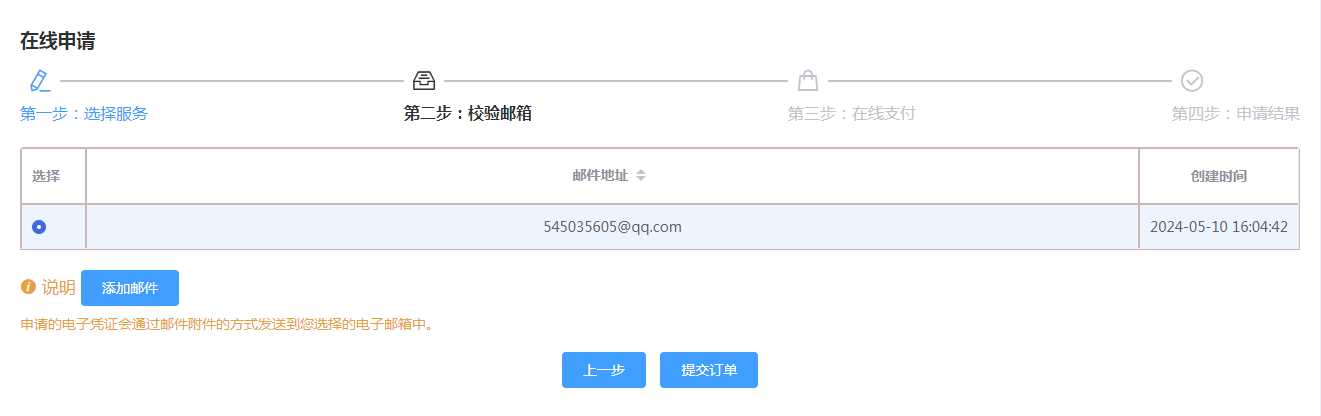 在线申请
第一步：选择服务 第二步：校验邮箱 第三步：在线支付 第四步：申请结果
选择 邮件地址 创建时间
545035605@qq.com 2024-05-10 16:04:42
说明 添加邮件
申请的电子凭证会通过邮件附件的方式发送到您选择的电子邮箱中。
上一步 提交订单